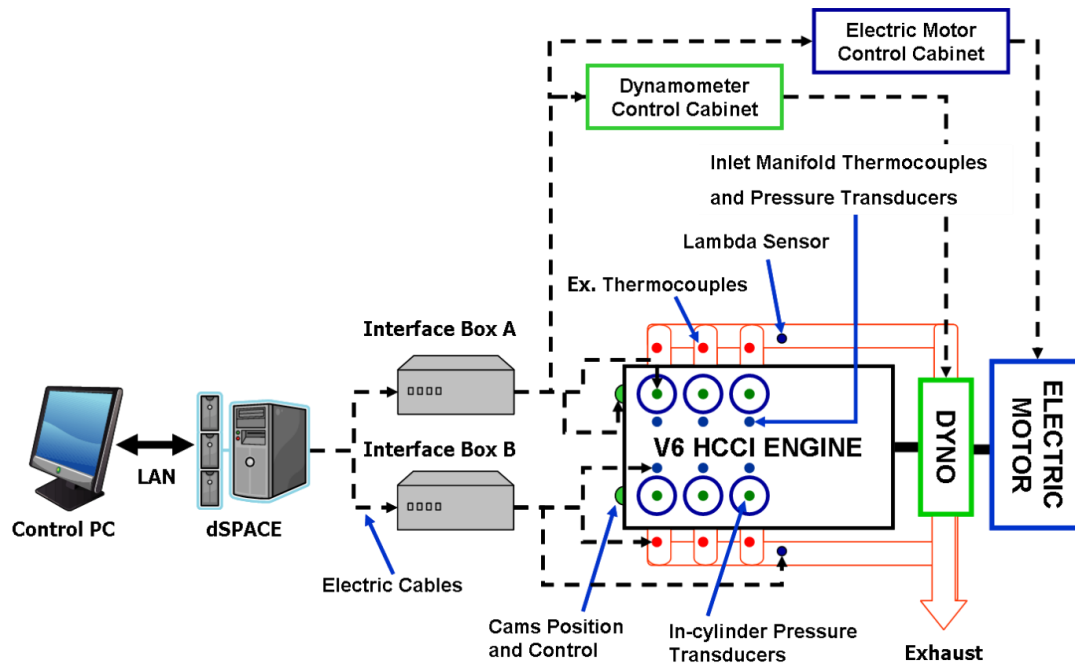 Electric Motor
Control Cabinet
Dynamometer
Control Cabinet
Inlet Manifold Thermocouples
and Pressure Transducers
Lambda Sensor
Ex. Thermocouples
Interface Box A
LAN
Control PC
dSPACE
Interface Box B
Electric Cables
V6 HCCI ENGINE
DYNO
ELECTRIC
MOTOR
Cams Position
and Control
In-cylinder Pressure
Transducers
Exhaust